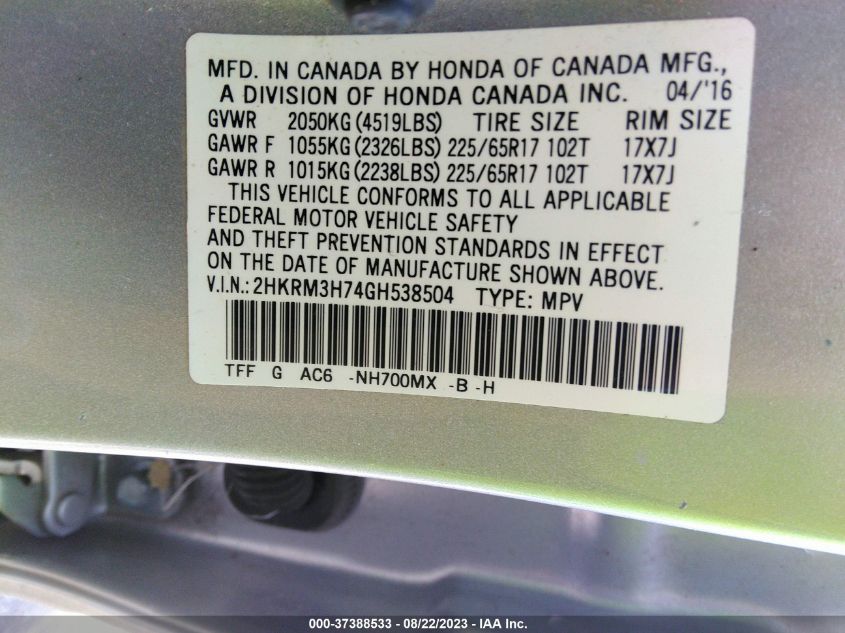 MFD. IN CANADA BY HONDA OF CANADA MFG.,
A DIVISION OF HONDA CANADA INC. 04/'16
GVWR 2050KG (4519LBS) TIRE SIZE RIM SIZE
GAWR F 1055KG (2326LBS) 225/65R17 102T 17X7J
GAWR R 1015KG (2238LBS) 225/65R17 102T 17X7J
THIS VEHICLE CONFORMS TO ALL APPLICABLE
FEDERAL MOTOR VEHICLE SAFETY
AND THEFT PREVENTION STANDARDS IN EFFECT
ON THE DATE OF MANUFACTURE SHOWN ABOVE.
V.I.N.: 2HKRM3H74GH538504 TYPE: MPV
TFF G AC6 -NH700MX -B -H
000-37388533 - 08/22/2023 - IAA Inc.